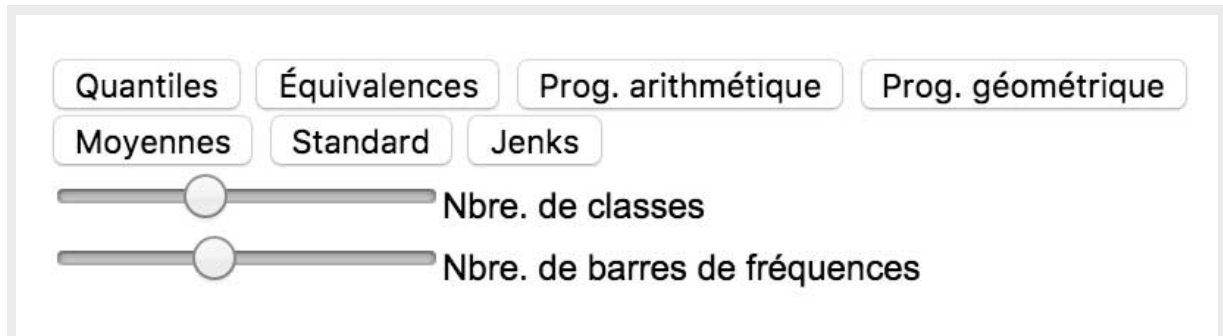 Quantiles Équivalences Prog. arithmétique Prog. géométrique
Moyennes Standard Jenks
Nbre. de classes
Nbre. de barres de fréquences